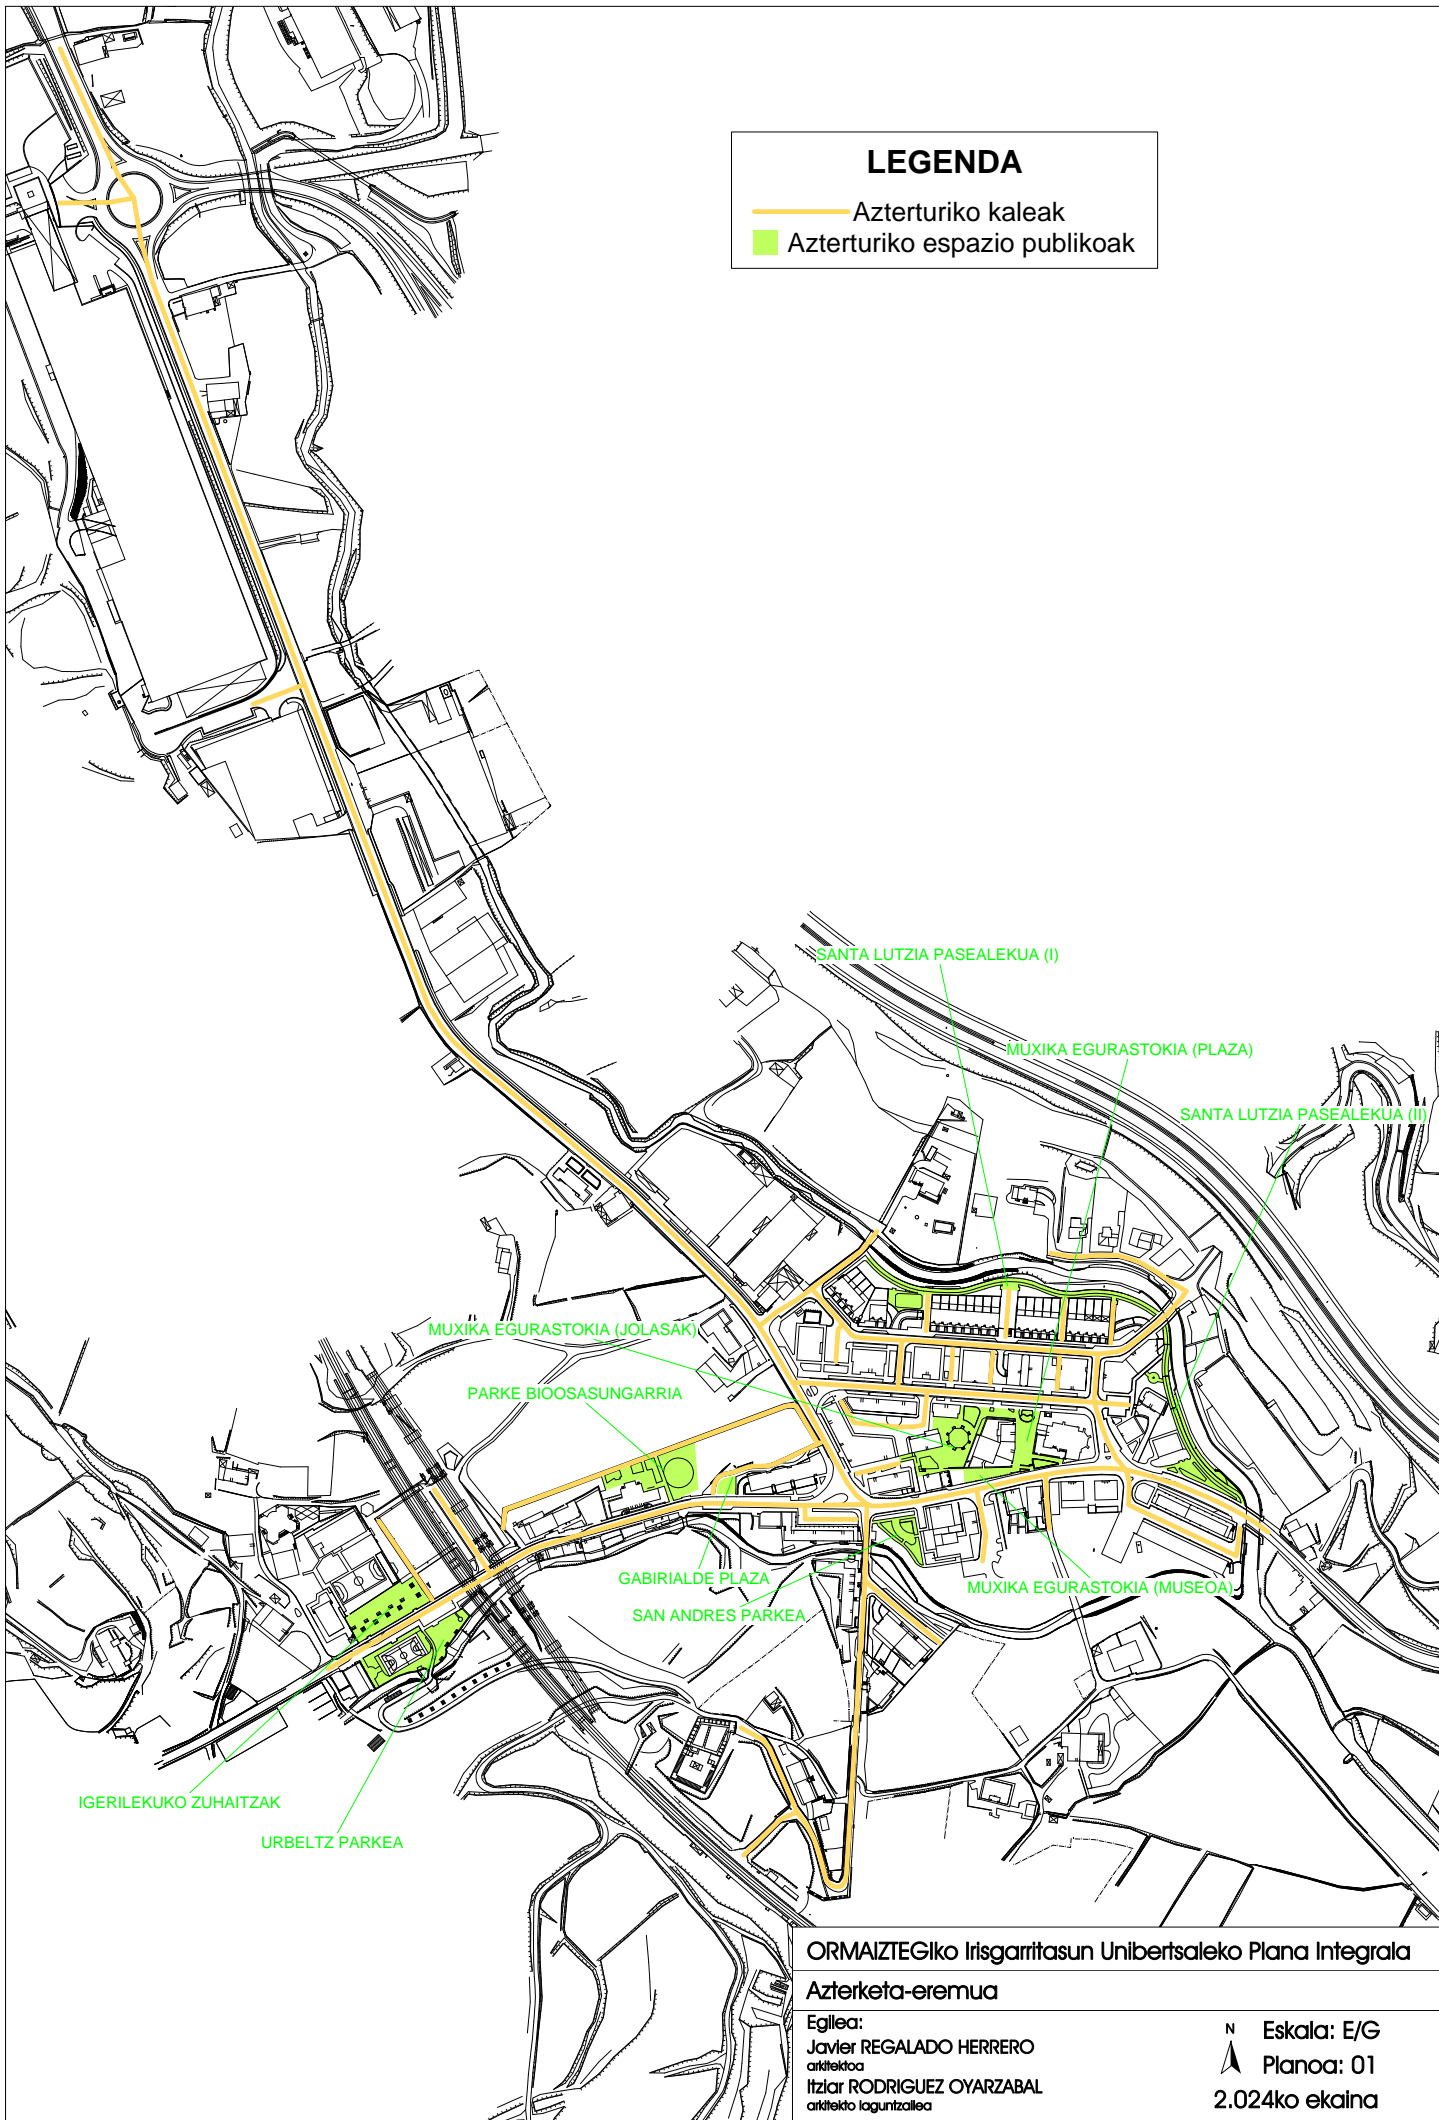 LEGENDA
Azterturiko kaleak
Azterturiko espazio publikoak
SANTA LUTZIA PASEALEKUA (I)
MUXIKA EGURASTOKIA (PLAZA)
SANTA LUTZIA PASEALEKUA (II)
MUXIKA EGURASTOKIA (JOLASAK)
PARKE BIOOSASUNGARRIA
GABIRIALDE PLAZA
SAN ANDRES PARKEA
MUXIKA EGURASTOKIA (MUSEOA)
IGERILEKUKO ZUHAITZAK
URBELTZ PARKEA
ORMAIZTEGIko Irisgarritasun Unibertsaleko Plana Integrala
Azterketa-eremua
Egilea:
Javier REGALADO HERRERO
arkitektoa
Itziar RODRIGUEZ OYARZABAL
arkitekto laguntzailea
N
Eskala: E/G
Planoa: 01
2.024ko ekaina